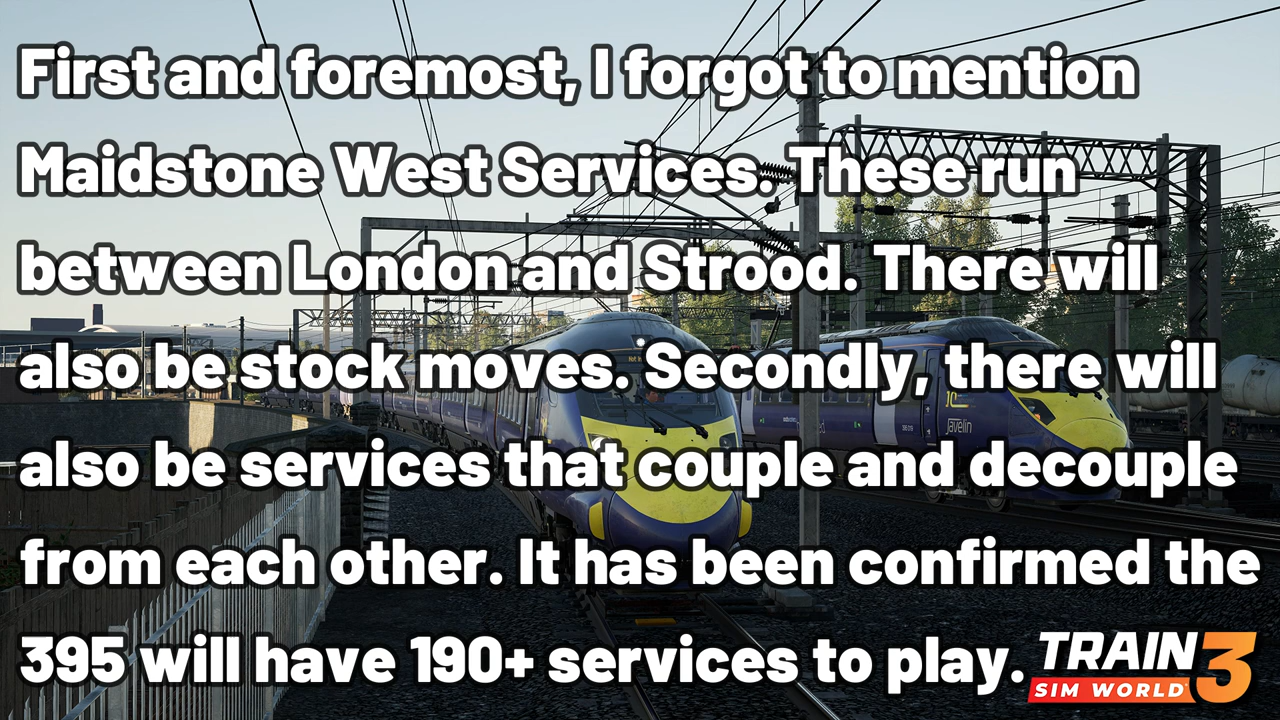 First and foremost, I forgot to mention
Maidstone West Services. These run
between London and Strood. There will
also be stock moves. Secondly, there will
also be services that couple and decouple
from each other. It has been confirmed the
395 will have 190+ services to play.
TRAIN
SIM WORLD 3
Javelin